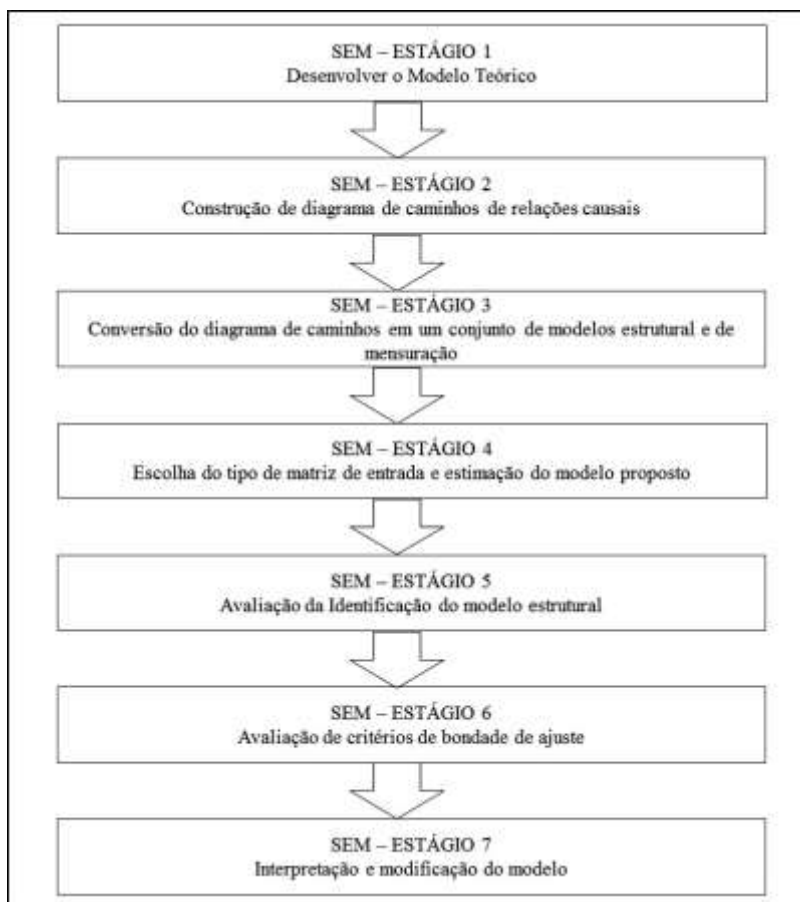 SEM – ESTÁGIO 1
Desenvolver o Modelo Teórico
SEM – ESTÁGIO 2
Construção de diagrama de caminhos de relações causais
SEM – ESTÁGIO 3
Conversão do diagrama de caminhos em um conjunto de modelos estrutural e de
mensuração
SEM – ESTÁGIO 4
Escolha do tipo de matriz de entrada e estimação do modelo proposto
SEM – ESTÁGIO 5
Avaliação da Identificação do modelo estrutural
SEM – ESTÁGIO 6
Avaliação de critérios de bondade de ajuste
SEM – ESTÁGIO 7
Interpretação e modificação do modelo